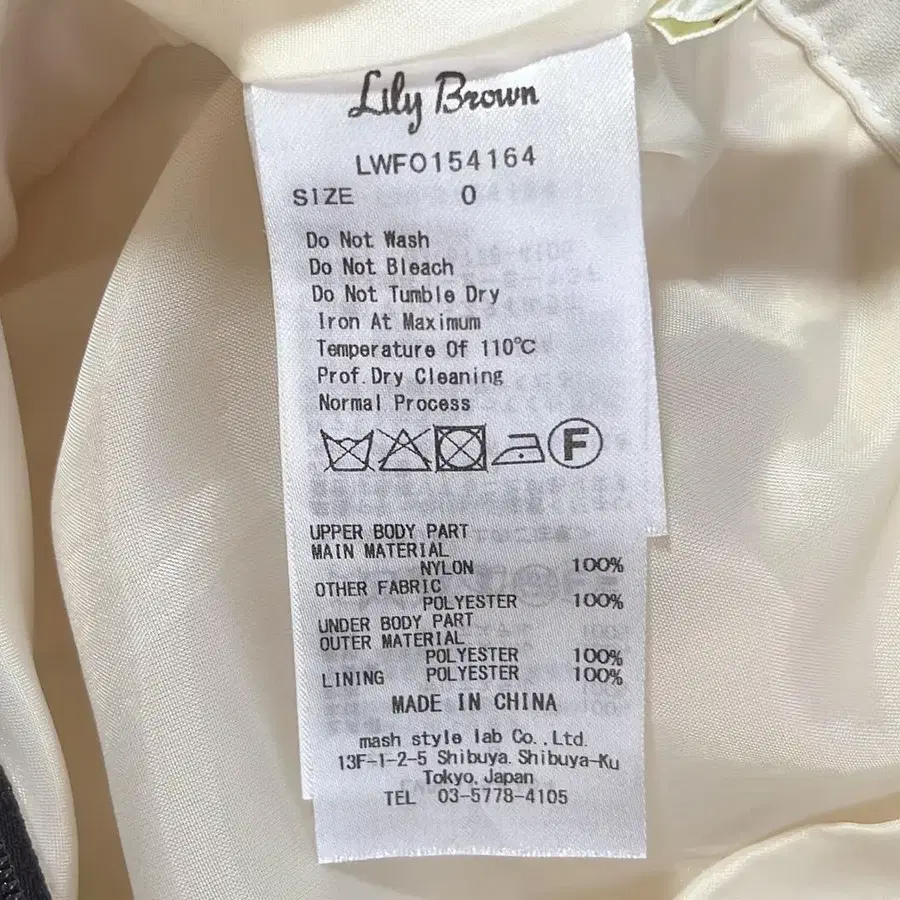 Lily Brown
LWFO154164
SIZE 0
Do Not Wash
Do Not Bleach
Do Not Tumble Dry
Iron At Maximum
Temperature Of 110℃
Prof.Dry Cleaning
Normal Process
F
UPPER BODY PART
MAIN MATERIAL
NYLON 100%
OTHER FABRIC
POLYESTER 100%
UNDER BODY PART
OUTER MATERIAL
POLYESTER 100%
LINING POLYESTER 100%
MADE IN CHINA
mash style lab Co.,Ltd.
13F-1-2-5 Shibuya. Shibuya-Ku
Tokyo, Japan
TEL 03-5778-4105